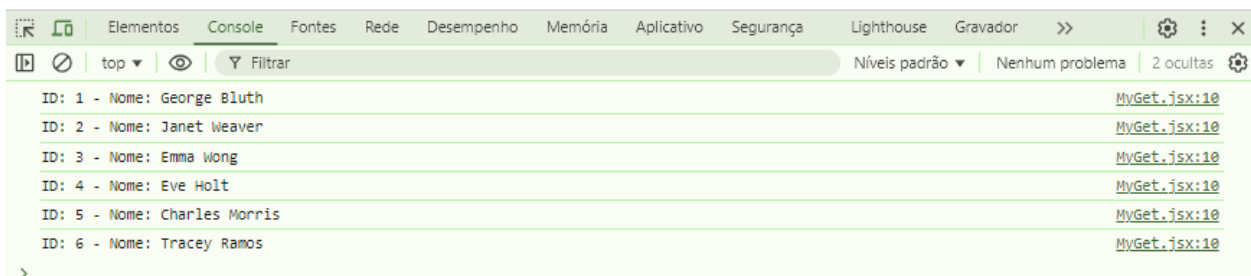 Elementos Console Fontes Rede Desempenho Memória Aplicativo Segurança Lighthouse Gravador >>
top Filtrar Níveis padrão Nenhum problema 2 ocultas
ID: 1 - Nome: George Bluth MyGet.jsx:10
ID: 2 - Nome: Janet Weaver MyGet.jsx:10
ID: 3 - Nome: Emma Wong MyGet.jsx:10
ID: 4 - Nome: Eve Holt MyGet.jsx:10
ID: 5 - Nome: Charles Morris MyGet.jsx:10
ID: 6 - Nome: Tracey Ramos MyGet.jsx:10
>